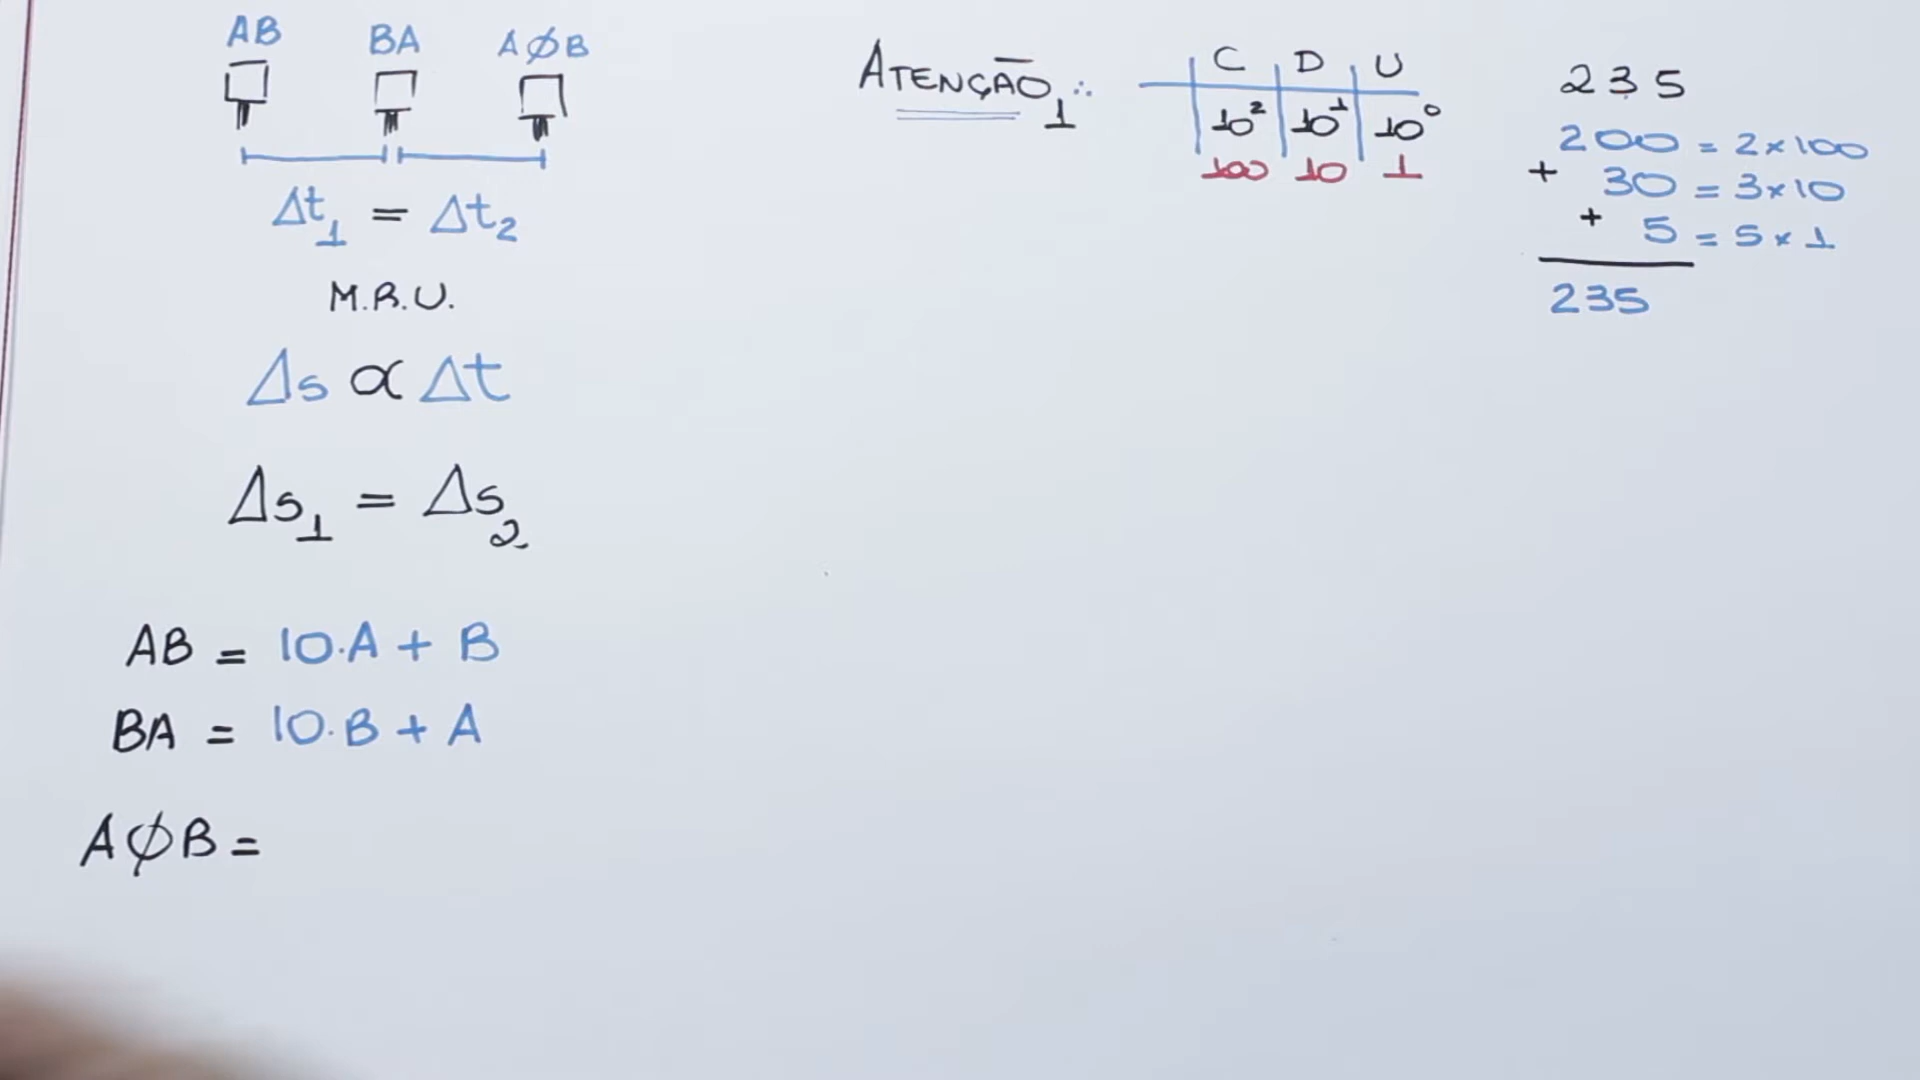 AB BA AØB
Δt₁ = Δt₂
M.R.U.
Δs ∝ Δt
Δs₁ = Δs₂
AB = 10·A + B
BA = 10·B + A
AØB =
ATENÇÃO 1 ∴
C D U
10² 10¹ 10⁰
100 10 1
235
200 = 2×100
+ 30 = 3×10
+ 5 = 5×1
235